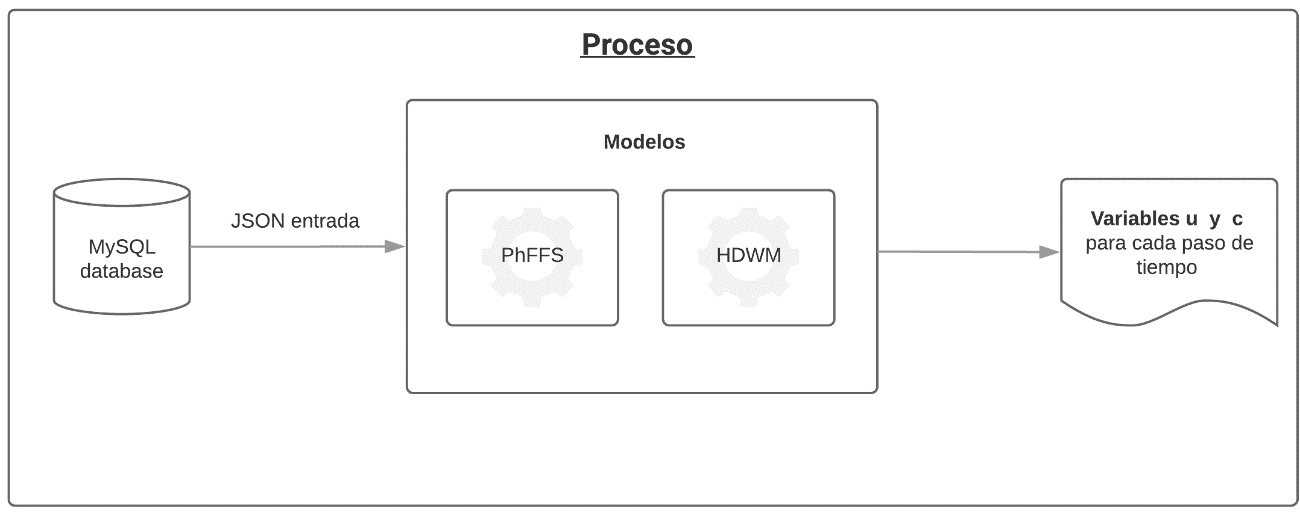 Proceso
Modelos
MySQL
database
JSON entrada
PhFFS
HDWM
Variables u y c
para cada paso de
tiempo